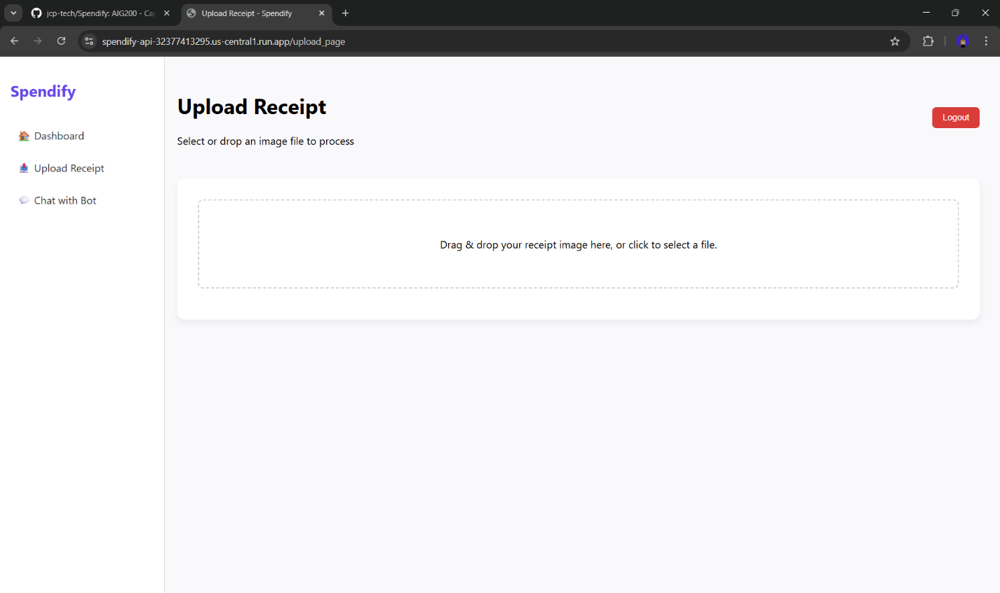 jcp-tech/Spendify: AIG200 - Ca
Upload Receipt - Spendify
spendify-api-32377413295.us-central1.run.app/upload_page
Spendify
Dashboard
Upload Receipt
Chat with Bot
Upload Receipt
Logout
Select or drop an image file to process
Drag & drop your receipt image here, or click to select a file.